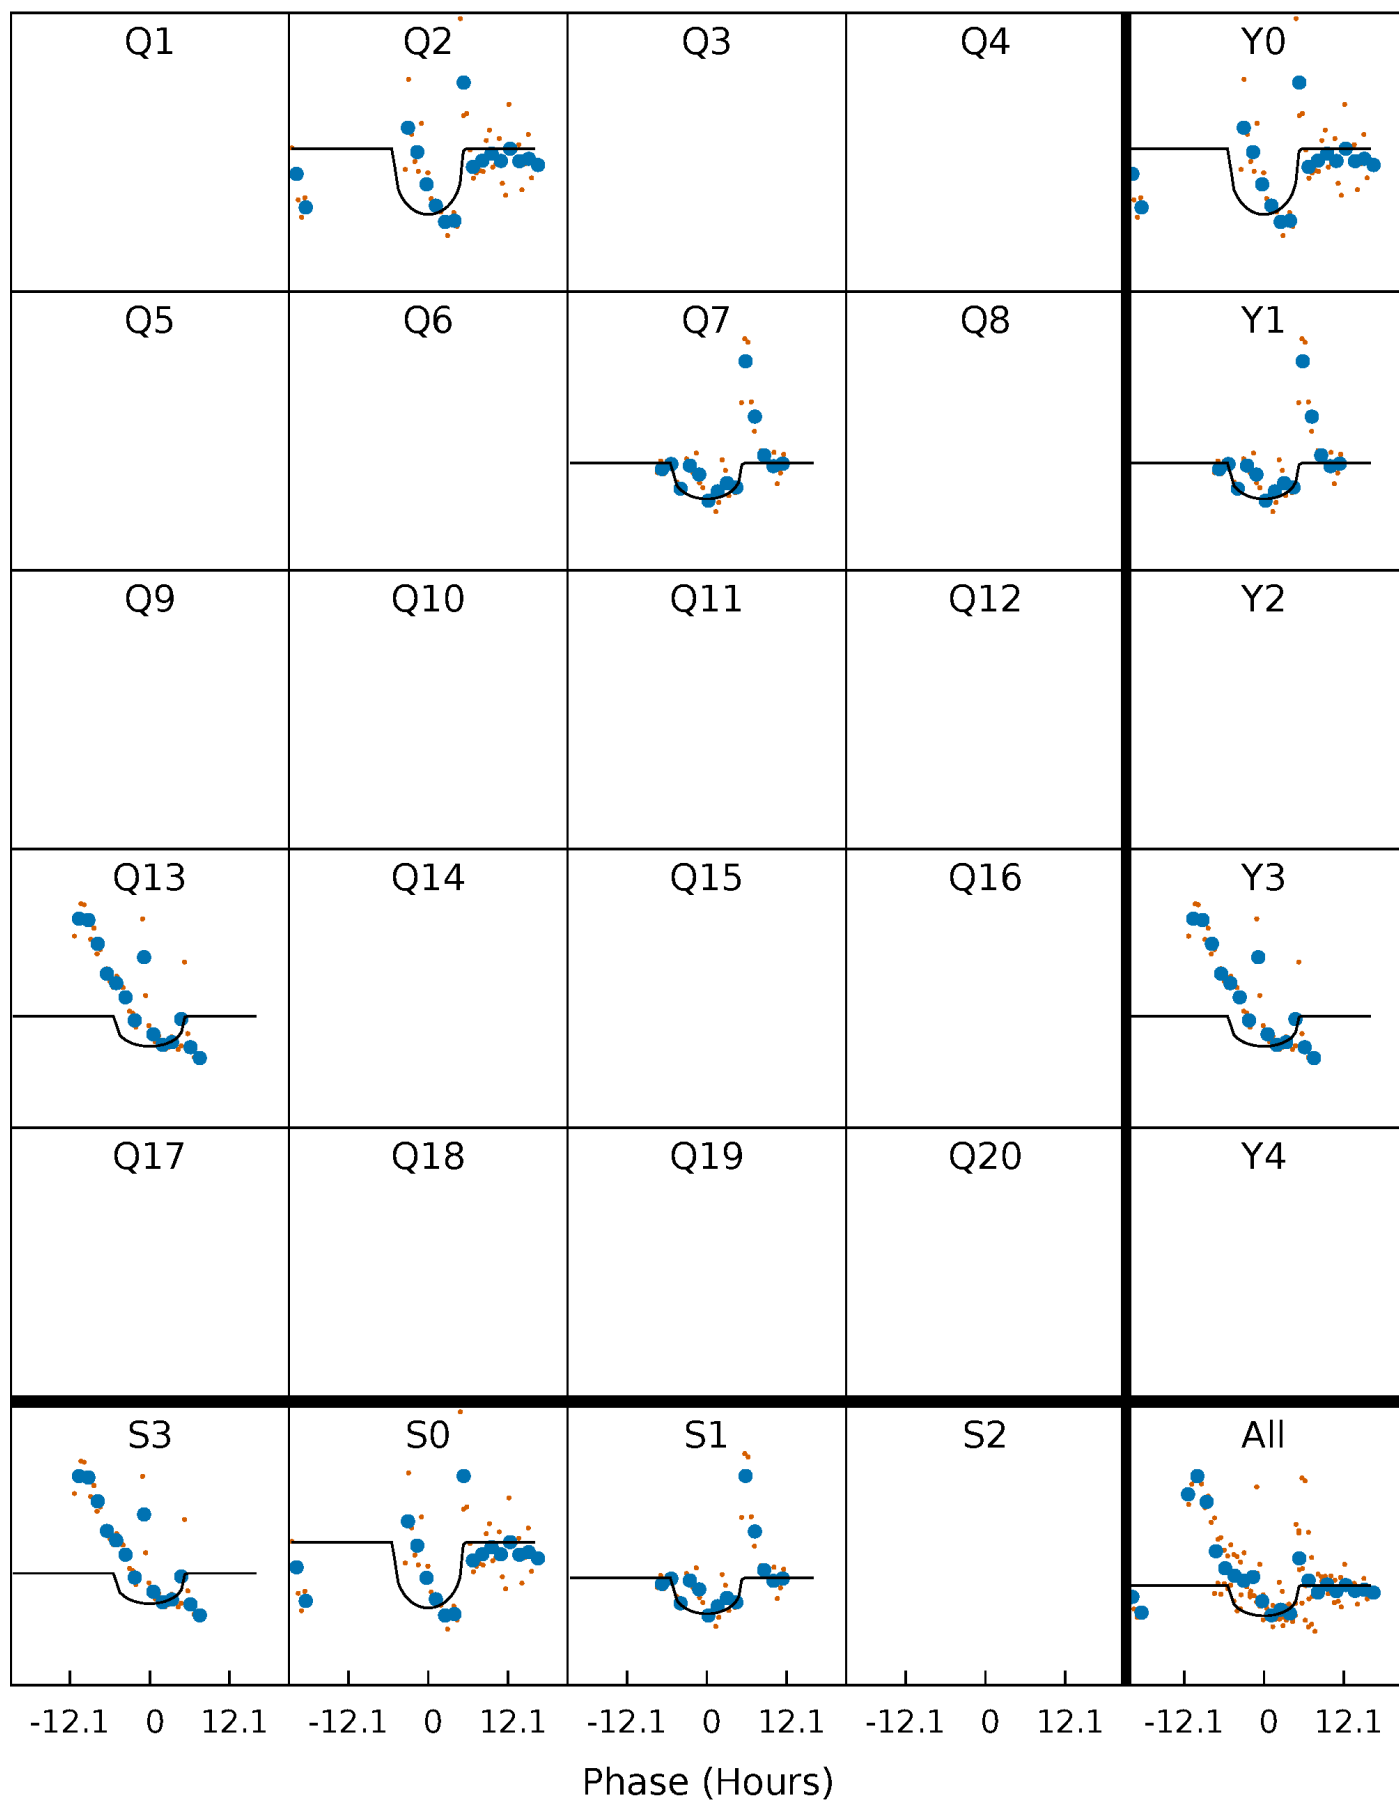 Q1 Q2 Q3 Q4 Y0
Q5 Q6 Q7 Q8 Y1
Q9 Q10 Q11 Q12 Y2
Q13 Q14 Q15 Q16 Y3
Q17 Q18 Q19 Q20 Y4
S3 S0 S1 S2 All
-12.1 0 12.1 -12.1 0 12.1 -12.1 0 12.1 -12.1 0 12.1 -12.1 0 12.1
Phase (Hours)